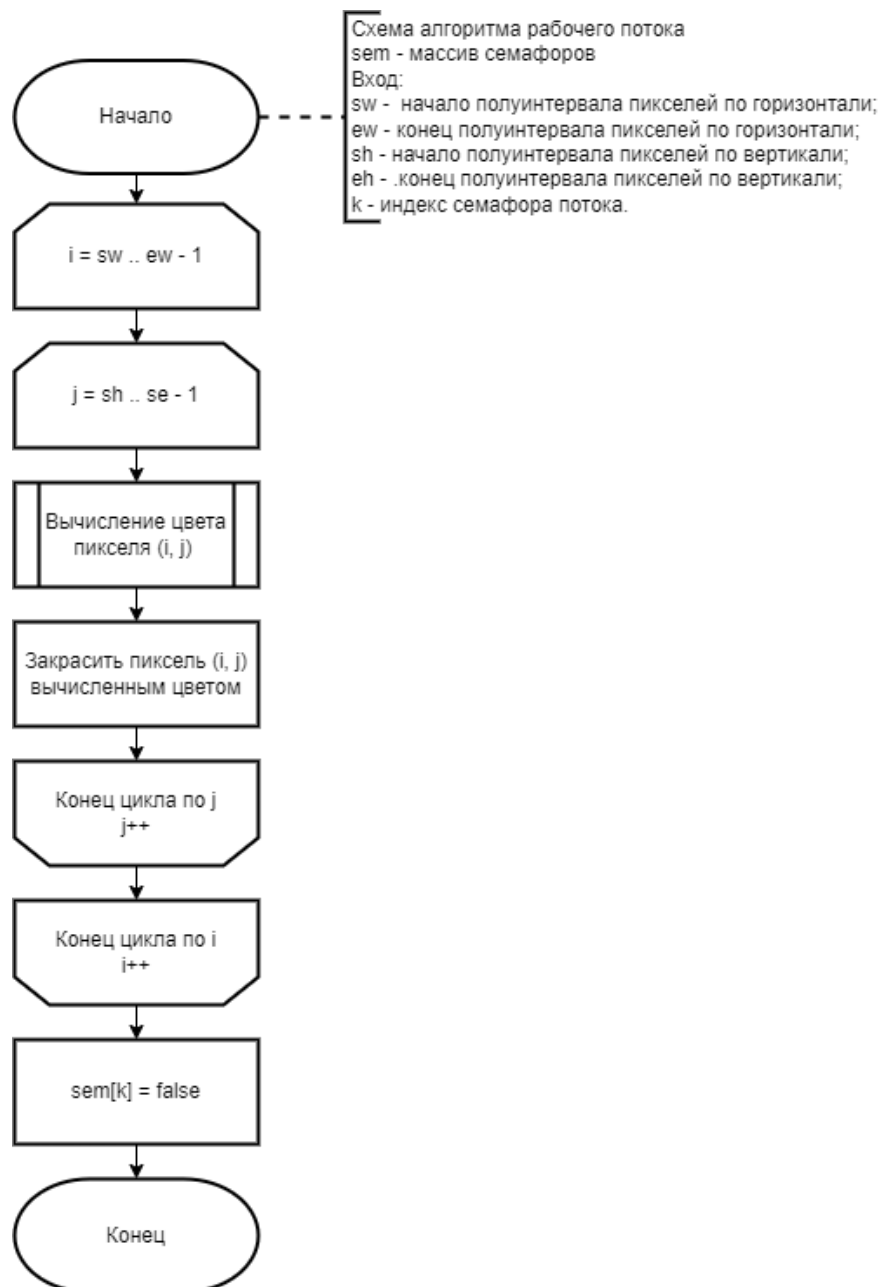 Схема алгоритма рабочего потока
sem - массив семафоров
Вход:
sw - начало полуинтервала пикселей по горизонтали;
ew - конец полуинтервала пикселей по горизонтали;
sh - начало полуинтервала пикселей по вертикали;
eh - .конец полуинтервала пикселей по вертикали;
k - индекс семафора потока.
Начало
i = sw .. ew - 1
j = sh .. se - 1
Вычисление цвета
пикселя (i, j)
Закрасить пиксель (i, j)
вычисленным цветом
Конец цикла по j
j++
Конец цикла по i
i++
sem[k] = false
Конец